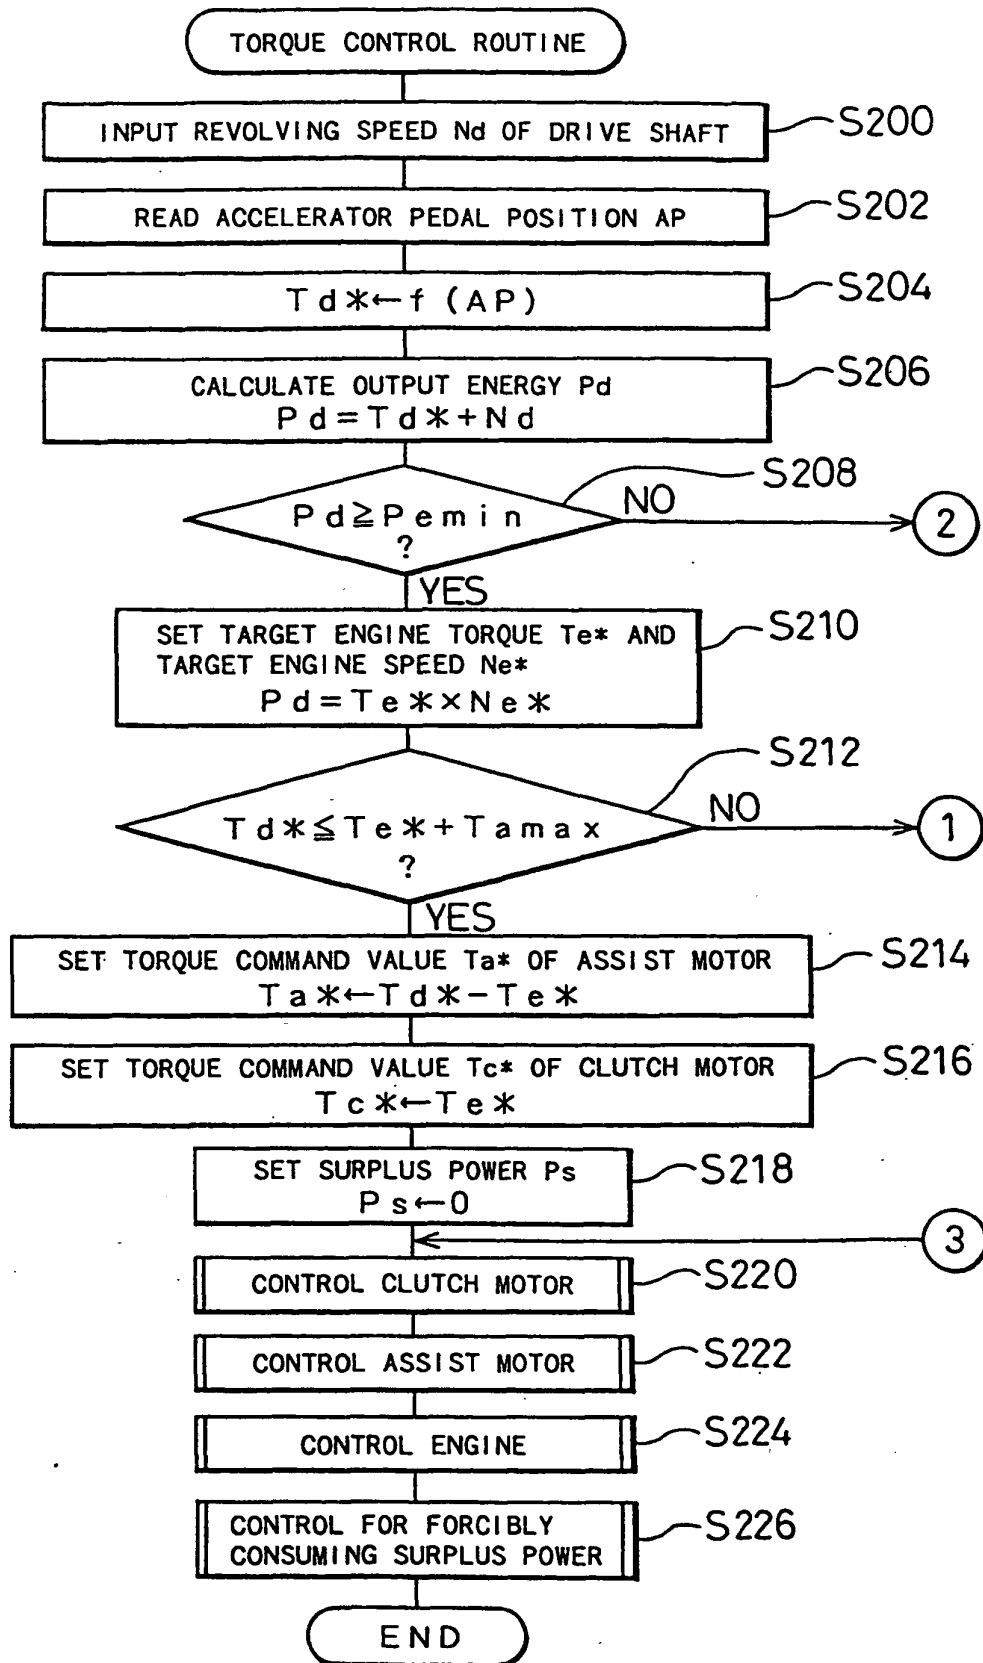 TORQUE CONTROL ROUTINE
INPUT REVOLVING SPEED Nd OF DRIVE SHAFT
S200
READ ACCELERATOR PEDAL POSITION AP
S202
Td*←f(AP)
S204
CALCULATE OUTPUT ENERGY Pd
Pd=Td*+Nd
S206
Pd≧Pemin
?
S208
NO
2
YES
SET TARGET ENGINE TORQUE Te* AND
TARGET ENGINE SPEED Ne*
Pd=Te*×Ne*
S210
Td*≦Te*+Tamax
?
S212
NO
1
YES
SET TORQUE COMMAND VALUE Ta* OF ASSIST MOTOR
Ta*←Td*−Te*
S214
SET TORQUE COMMAND VALUE Tc* OF CLUTCH MOTOR
Tc*←Te*
S216
SET SURPLUS POWER Ps
Ps←0
S218
3
CONTROL CLUTCH MOTOR
S220
CONTROL ASSIST MOTOR
S222
CONTROL ENGINE
S224
CONTROL FOR FORCIBLY
CONSUMING SURPLUS POWER
S226
END